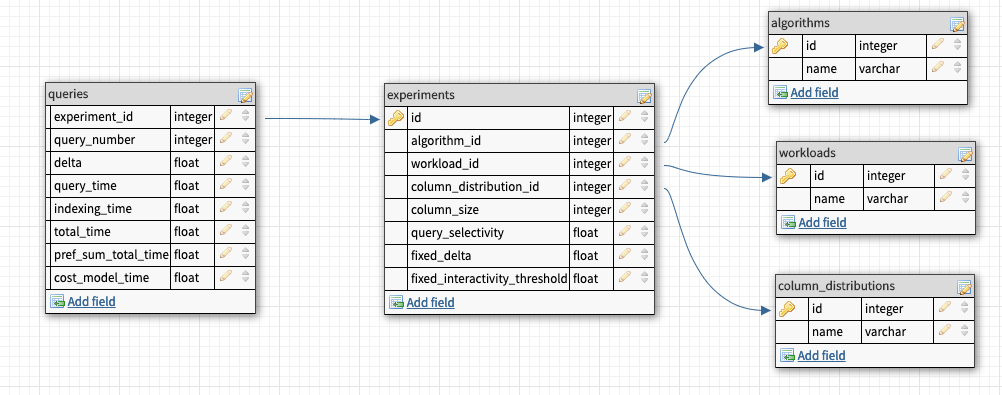 queries
experiment_id integer
query_number integer
delta float
query_time float
indexing_time float
total_time float
pref_sum_total_time float
cost_model_time float
Add field
experiments
id integer
algorithm_id integer
workload_id integer
column_distribution_id integer
column_size integer
query_selectivity float
fixed_delta float
fixed_interactivity_threshold float
Add field
algorithms
id integer
name varchar
Add field
workloads
id integer
name varchar
Add field
column_distributions
id integer
name varchar
Add field